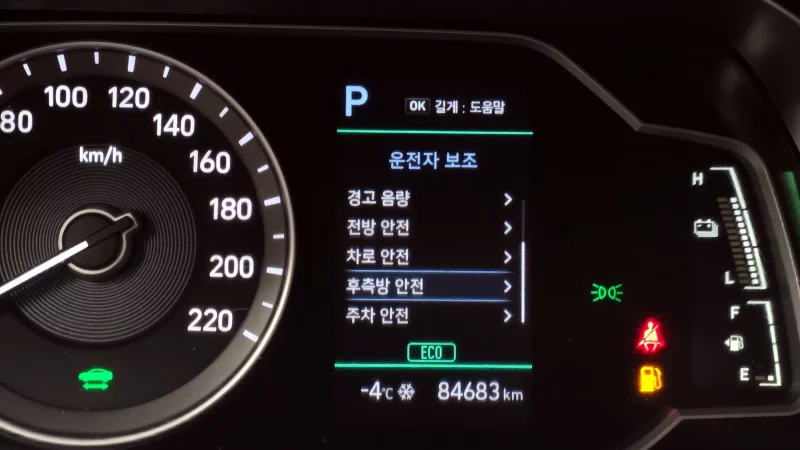 80
100
120
140
160
180
200
220
km/h
P
OK 길게 : 도움말
운전자 보조
경고 음량
전방 안전
차로 안전
후측방 안전
주차 안전
ECO
-4℃ 84683 km
H
L
F
E